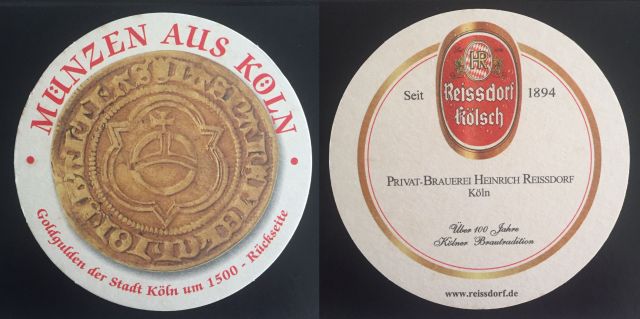 MÜNZEN AUS KÖLN
Goldgulden der Stadt Köln um 1500 - Rückseite
HR
Reissdorf
Kölsch
Seit 1894
PRIVAT-BRAUEREI HEINRICH REISSDORF
Köln
Über 100 Jahre
Kölner Brautradition
www.reissdorf.de